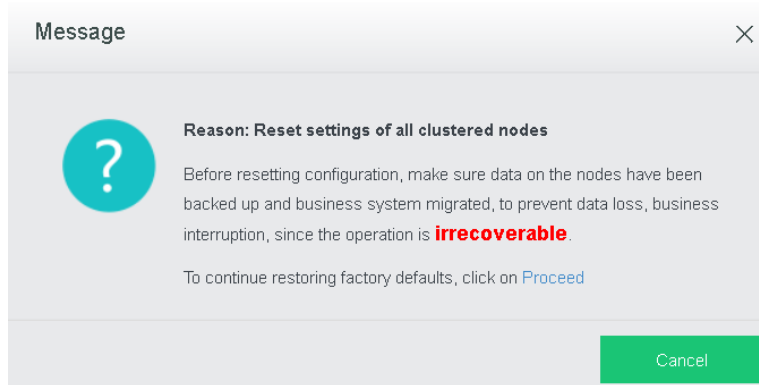 Message
Reason: Reset settings of all clustered nodes
Before resetting configuration, make sure data on the nodes have been
backed up and business system migrated, to prevent data loss, business
interruption, since the operation is irrecoverable.
To continue restoring factory defaults, click on Proceed
Cancel